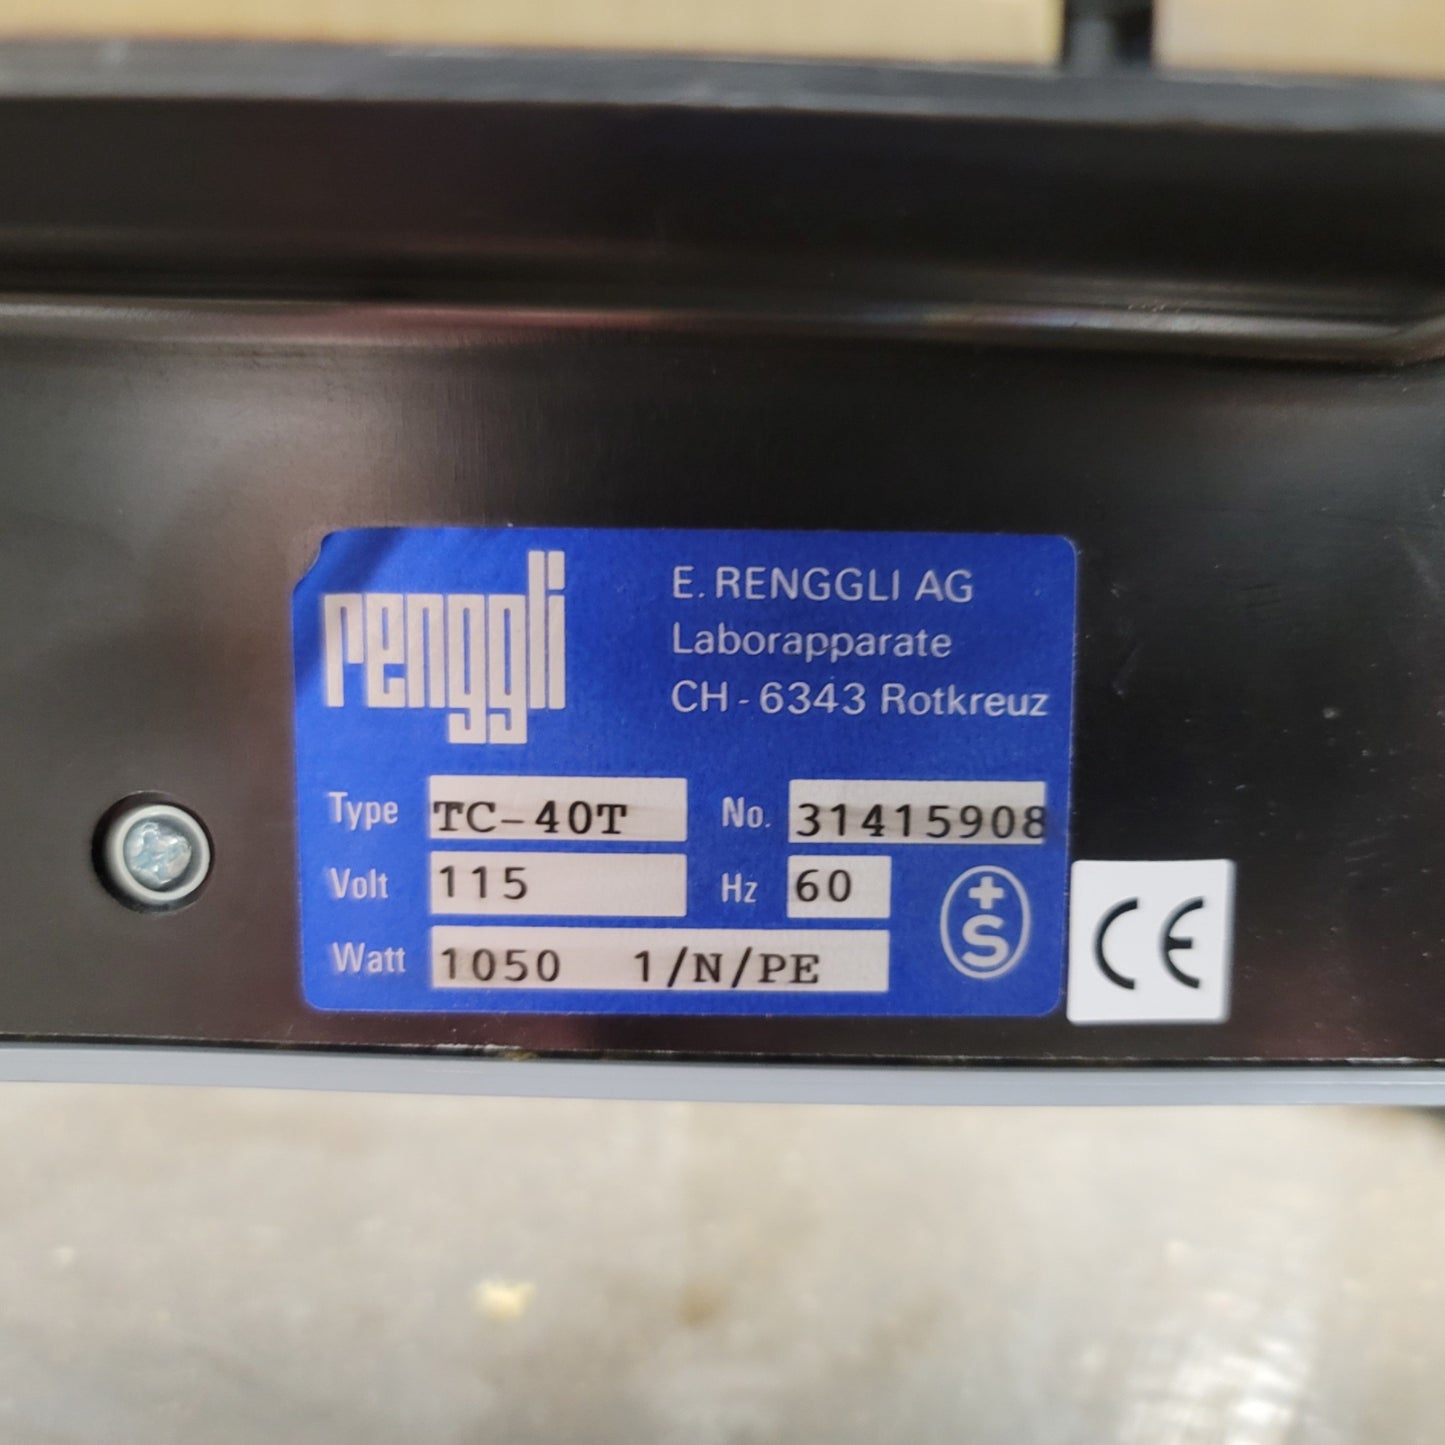 renggli
E. RENGGLI AG
Laborapparate
CH - 6343 Rotkreuz
Type TC-40T No. 31415908
Volt 115 Hz 60
Watt 1050 1/N/PE
+S
CE